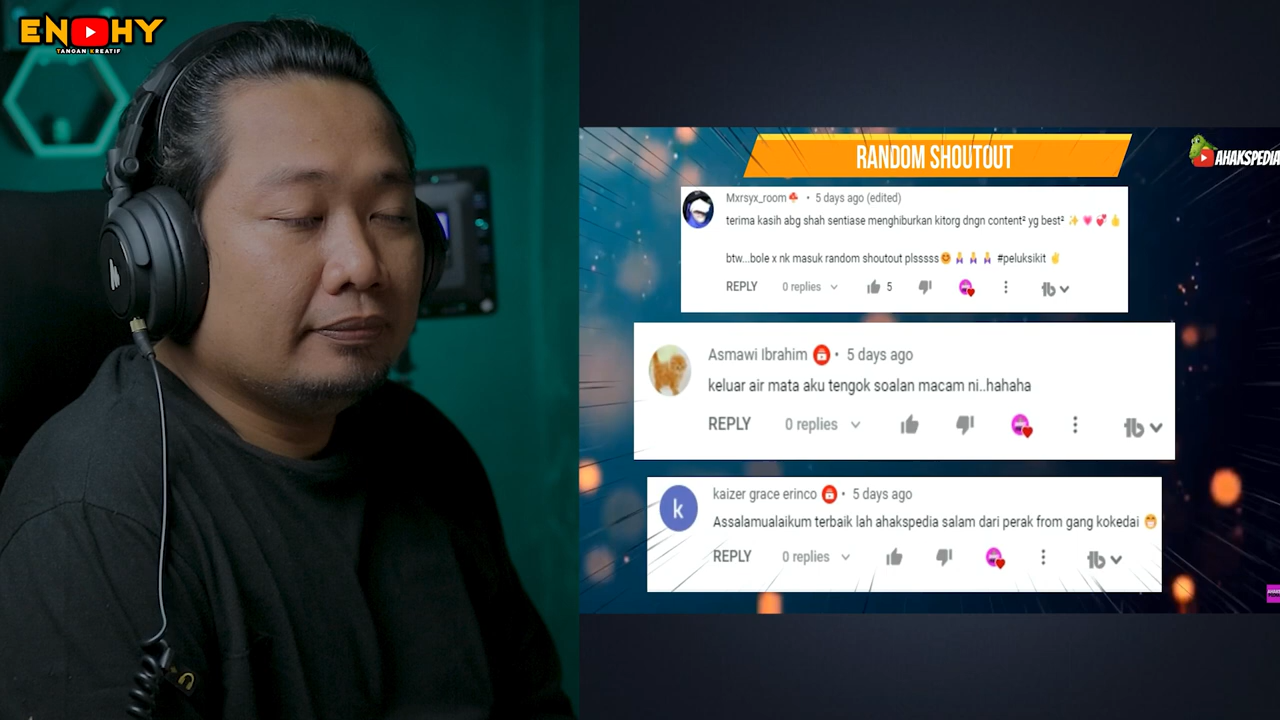 ENOHY
TANGAN KREATIF
RANDOM SHOUTOUT
AHAKSPEDIA
Mxrsyx_room • 5 days ago (edited)
terima kasih abg shah sentiase menghiburkan kitorg dngn content² yg best² ✨ 💗 💕 👍
btw...bole x nk masuk random shoutout plsssss😊🙏🙏🙏 #peluksikit ✌
REPLY 0 replies 5
Asmawi Ibrahim • 5 days ago
keluar air mata aku tengok soalan macam ni..hahaha
REPLY 0 replies
k
kaizer grace erinco • 5 days ago
Assalamualaikum terbaik lah ahakspedia salam dari perak from gang kokedai 😁
REPLY 0 replies